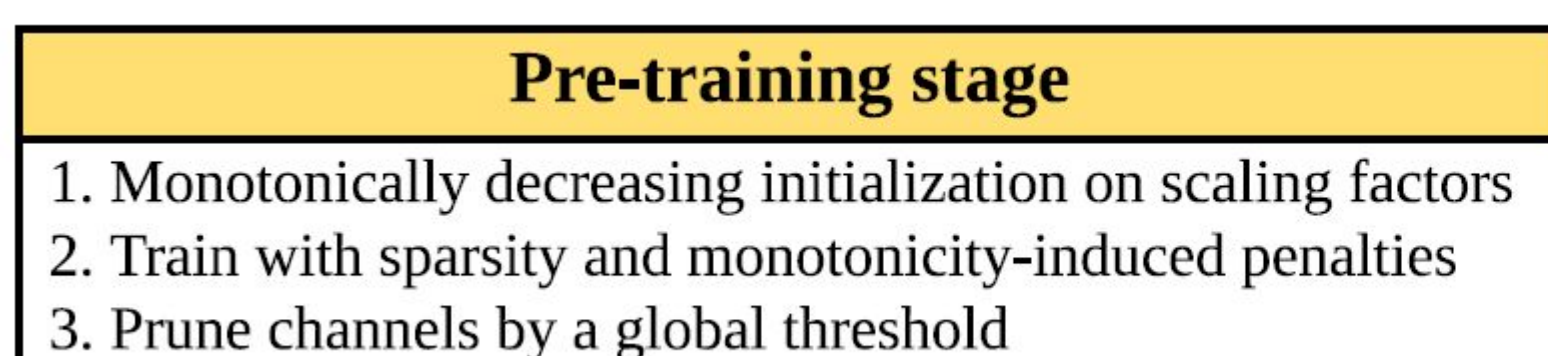 Pre-training stage
1. Monotonically decreasing initialization on scaling factors
2. Train with sparsity and monotonicity-induced penalties
3. Prune channels by a global threshold